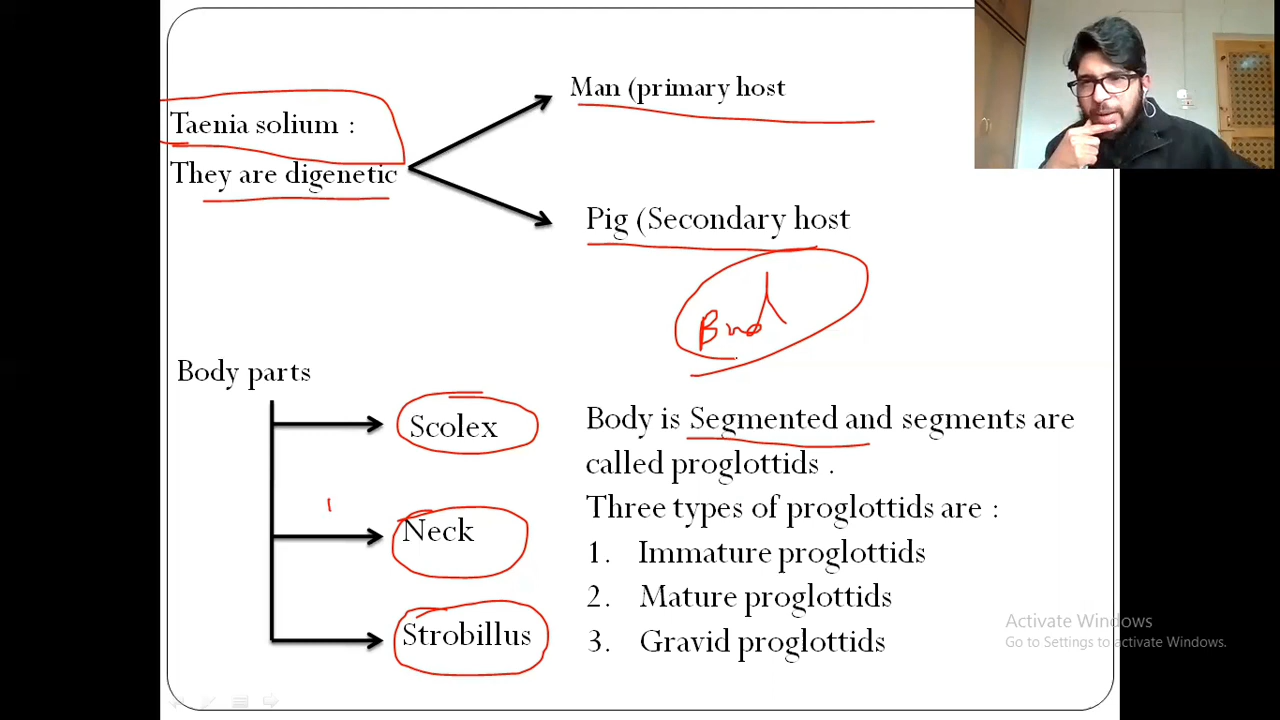 Man (primary host
Taenia solium :
They are digenetic
Pig (Secondary host
Body parts
Scolex
Neck
Strobillus
Body is Segmented and segments are
called proglottids .
Three types of proglottids are :
1. Immature proglottids
2. Mature proglottids
3. Gravid proglottids
Activate Windows
Go to Settings to activate Windows.